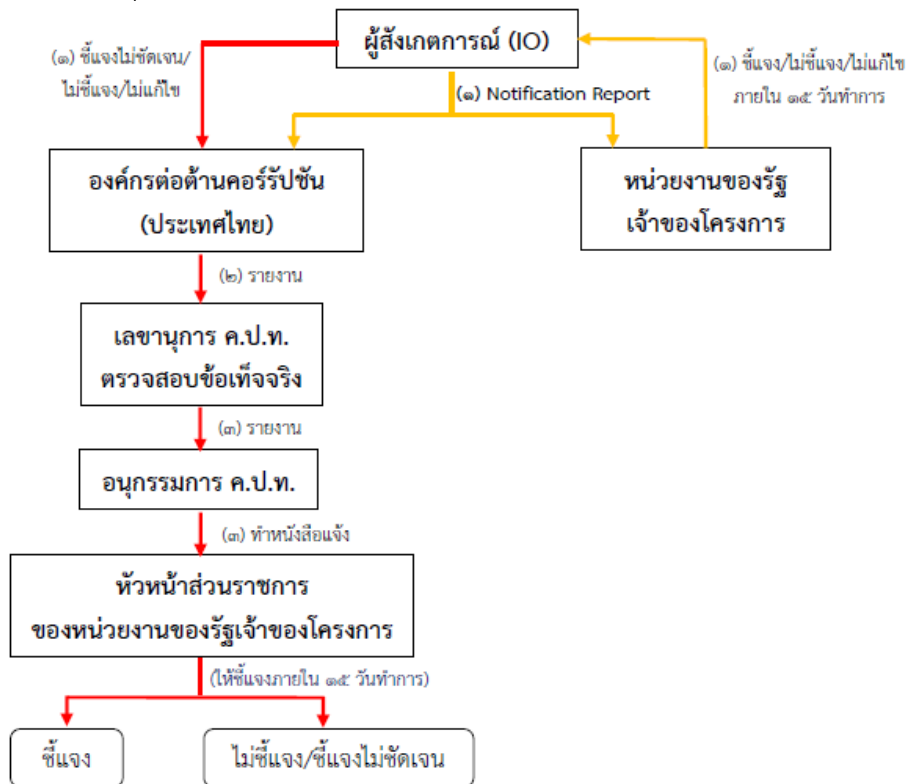 ผู้สังเกตการณ์ (IO)
(๑) ชี้แจงไม่ชัดเจน/
ไม่ชี้แจง/ไม่แก้ไข
(๑) Notification Report
(๑) ชี้แจง/ไม่ชี้แจง/ไม่แก้ไข
ภายใน ๑๕ วันทำการ
องค์กรต่อต้านคอร์รัปชัน
(ประเทศไทย)
หน่วยงานของรัฐ
เจ้าของโครงการ
(๒) รายงาน
เลขานุการ ค.ป.ท.
ตรวจสอบข้อเท็จจริง
(๓) รายงาน
อนุกรรมการ ค.ป.ท.
(๓) ทำหนังสือแจ้ง
หัวหน้าส่วนราชการ
ของหน่วยงานของรัฐเจ้าของโครงการ
(ให้ชี้แจงภายใน ๑๕ วันทำการ)
ชี้แจง
ไม่ชี้แจง/ชี้แจงไม่ชัดเจน